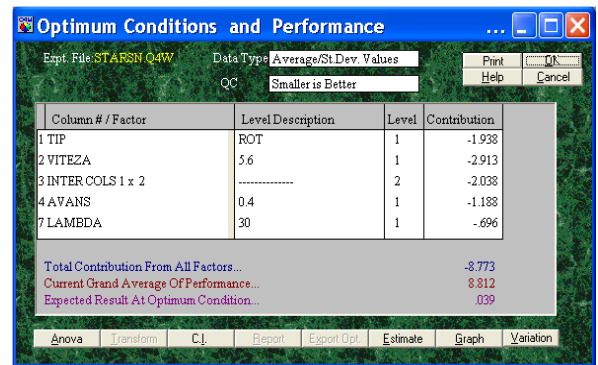 Optimum Conditions and Performance ...
Expt. File: STARSN.Q4W Data Type Average/St.Dev. Values Print OK
QC Smaller is Better Help Cancel
Column # / Factor Level Description Level Contribution
1 TIP ROT 1 -1.938
2 VITEZA 5.6 1 -2.913
3 INTER COLS 1 x 2 -------------- 2 -2.038
4 AVANS 0.4 1 -1.188
7 LAMBDA 30 1 -.696
Total Contribution From All Factors... -8.773
Current Grand Average Of Performance... 8.812
Expected Result At Optimum Condition... .039
Anova Transform C.I. Report Export Opt. Estimate Graph Variation